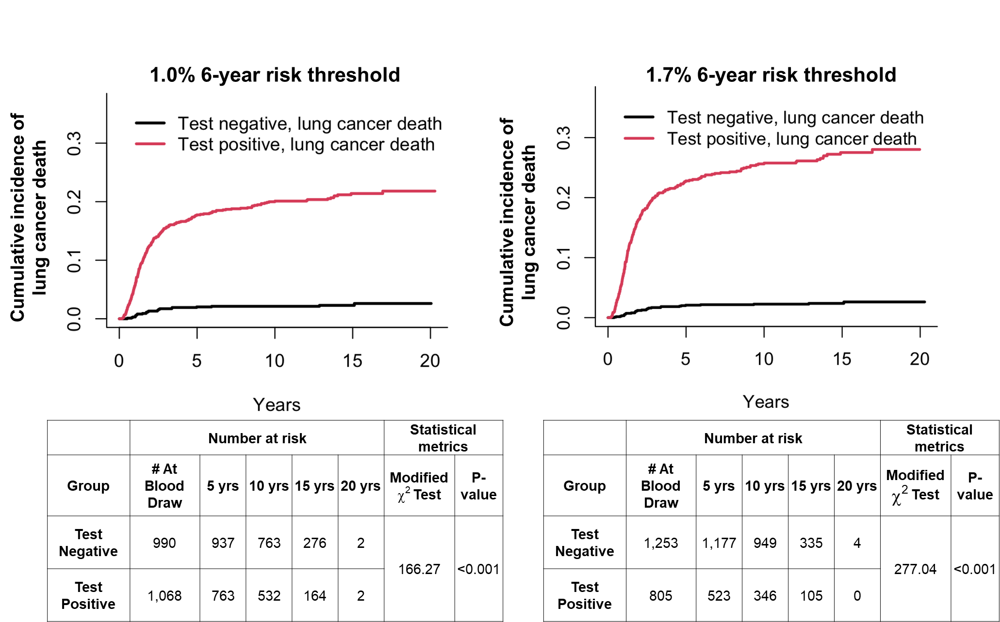 1.0% 6-year risk threshold
Cumulative incidence of
lung cancer death
Test negative, lung cancer death
Test positive, lung cancer death
0.3
0.2
0.1
0.0
0 5 10 15 20
Years
1.7% 6-year risk threshold
Cumulative incidence of
lung cancer death
Test negative, lung cancer death
Test positive, lung cancer death
0.3
0.2
0.1
0.0
0 5 10 15 20
Years
Number at risk
Statistical
metrics
Group
# At
Blood
Draw
5 yrs
10 yrs
15 yrs
20 yrs
Modified
χ² Test
P-
value
Test
Negative
990
937
763
276
2
166.27
<0.001
Test
Positive
1,068
763
532
164
2
Number at risk
Statistical
metrics
Group
# At
Blood
Draw
5 yrs
10 yrs
15 yrs
20 yrs
Modified
χ² Test
P-
value
Test
Negative
1,253
1,177
949
335
4
277.04
<0.001
Test
Positive
805
523
346
105
0